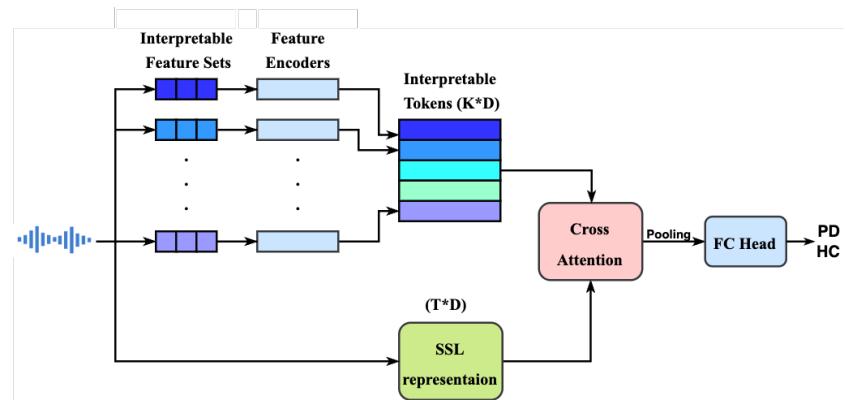 Interpretable
Feature Sets
Feature
Encoders
Interpretable
Tokens (K*D)
Cross
Attention
Pooling
FC Head
PD
HC
(T*D)
SSL
representaion